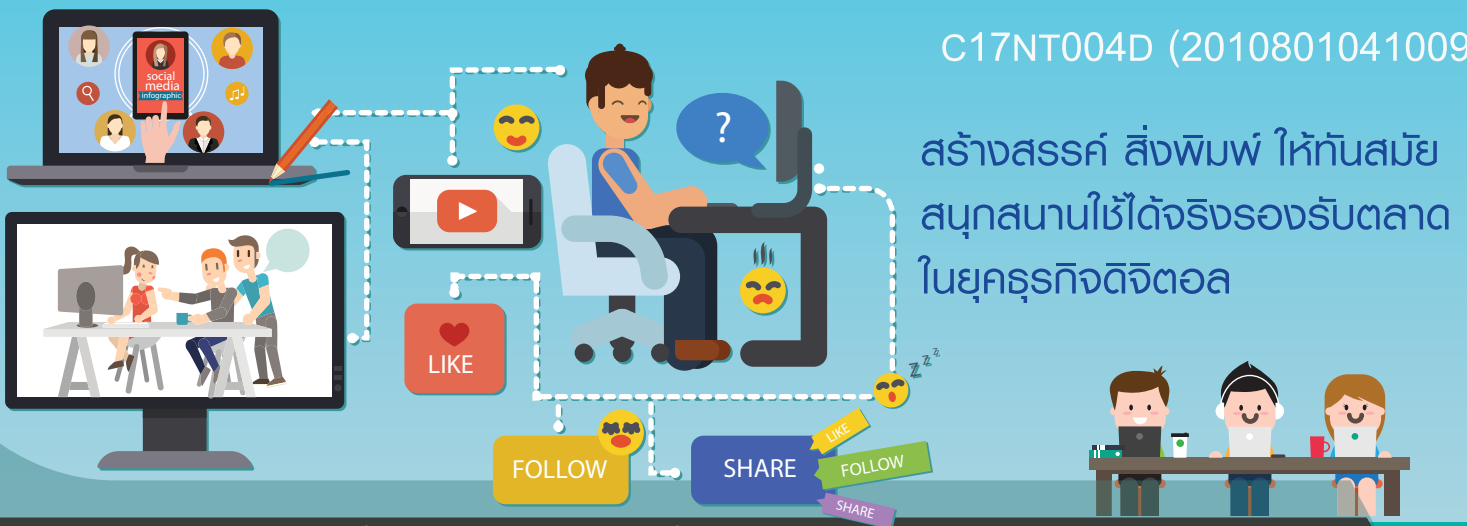 C17NT004D (2010801041009
สร้างสรรค์ สิ่งพิมพ์ ให้ทันสมัย
สนุกสนานใช้ได้จริงรองรับตลาด
ในยุคธุรกิจดิจิตอล
social
media
infographic
?
LIKE
z z z
FOLLOW
SHARE
LIKE
FOLLOW
SHARE